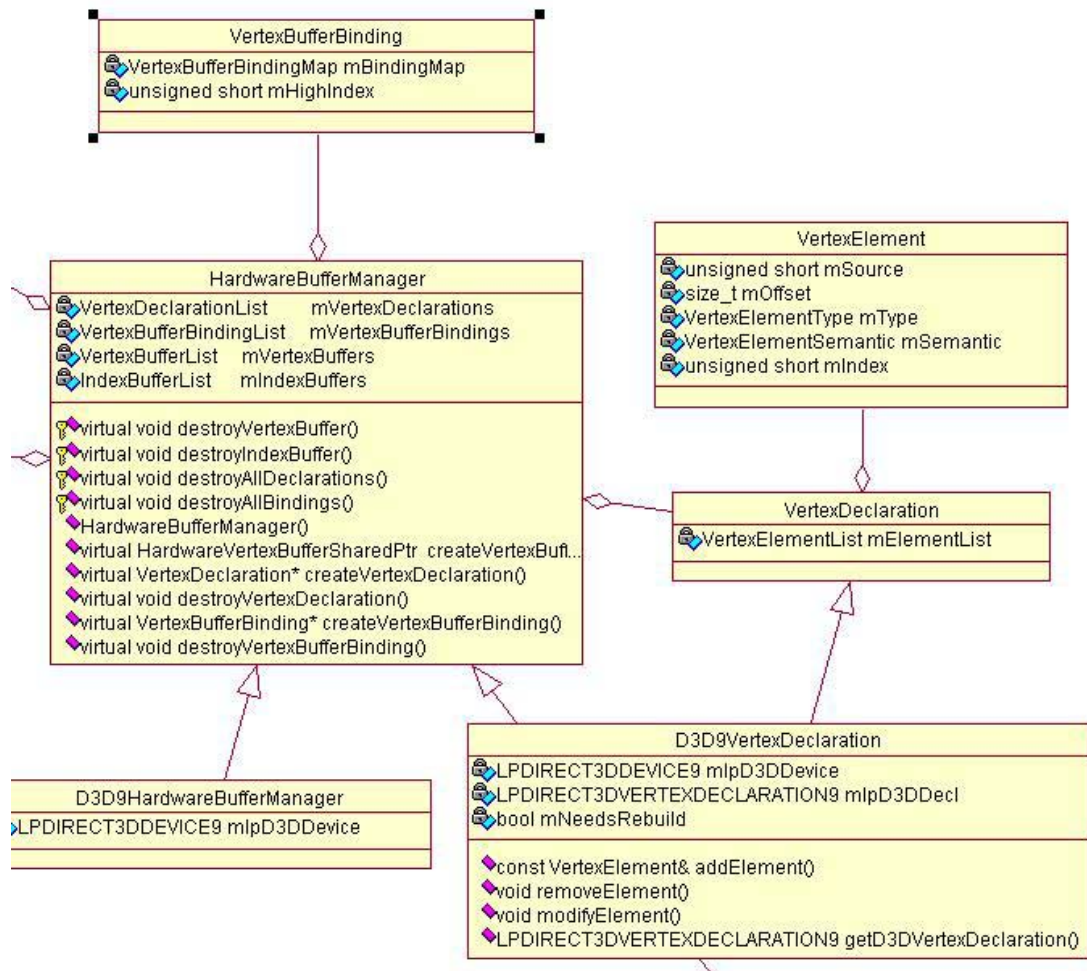 VertexBufferBinding
VertexBufferBindingMap mBindingMap
unsigned short mHighIndex
VertexElement
unsigned short mSource
size_t mOffset
VertexElementType mType
VertexElementSemantic mSemantic
unsigned short mIndex
HardwareBufferManager
VertexDeclarationList mVertexDeclarations
VertexBufferBindingList mVertexBufferBindings
VertexBufferList mVertexBuffers
IndexBufferList mIndexBuffers
virtual void destroyVertexBuffer()
virtual void destroyIndexBuffer()
virtual void destroyAllDeclarations()
virtual void destroyAllBindings()
HardwareBufferManager()
virtual HardwareVertexBufferSharedPtr createVertexBuf...
virtual VertexDeclaration* createVertexDeclaration()
virtual void destroyVertexDeclaration()
virtual VertexBufferBinding* createVertexBufferBinding()
virtual void destroyVertexBufferBinding()
VertexDeclaration
VertexElementList mElementList
D3D9HardwareBufferManager
LPDIRECT3DDEVICE9 mlpD3DDevice
D3D9VertexDeclaration
LPDIRECT3DDEVICE9 mlpD3DDevice
LPDIRECT3DVERTEXDECLARATION9 mlpD3DDecl
bool mNeedsRebuild
const VertexElement& addElement()
void removeElement()
void modifyElement()
LPDIRECT3DVERTEXDECLARATION9 getD3DVertexDeclaration()